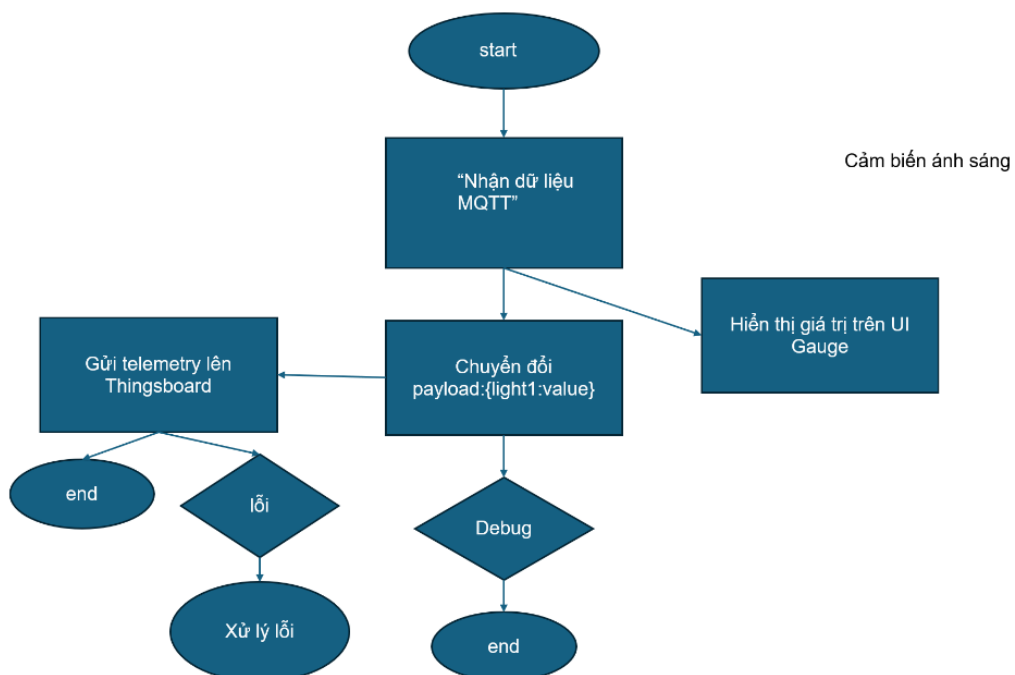 start
“Nhận dữ liệu
MQTT”
Cảm biến ánh sáng
Hiển thị giá trị trên UI
Gauge
Gửi telemetry lên
Thingsboard
Chuyển đổi
payload:{light1:value}
end
lỗi
Debug
Xử lý lỗi
end